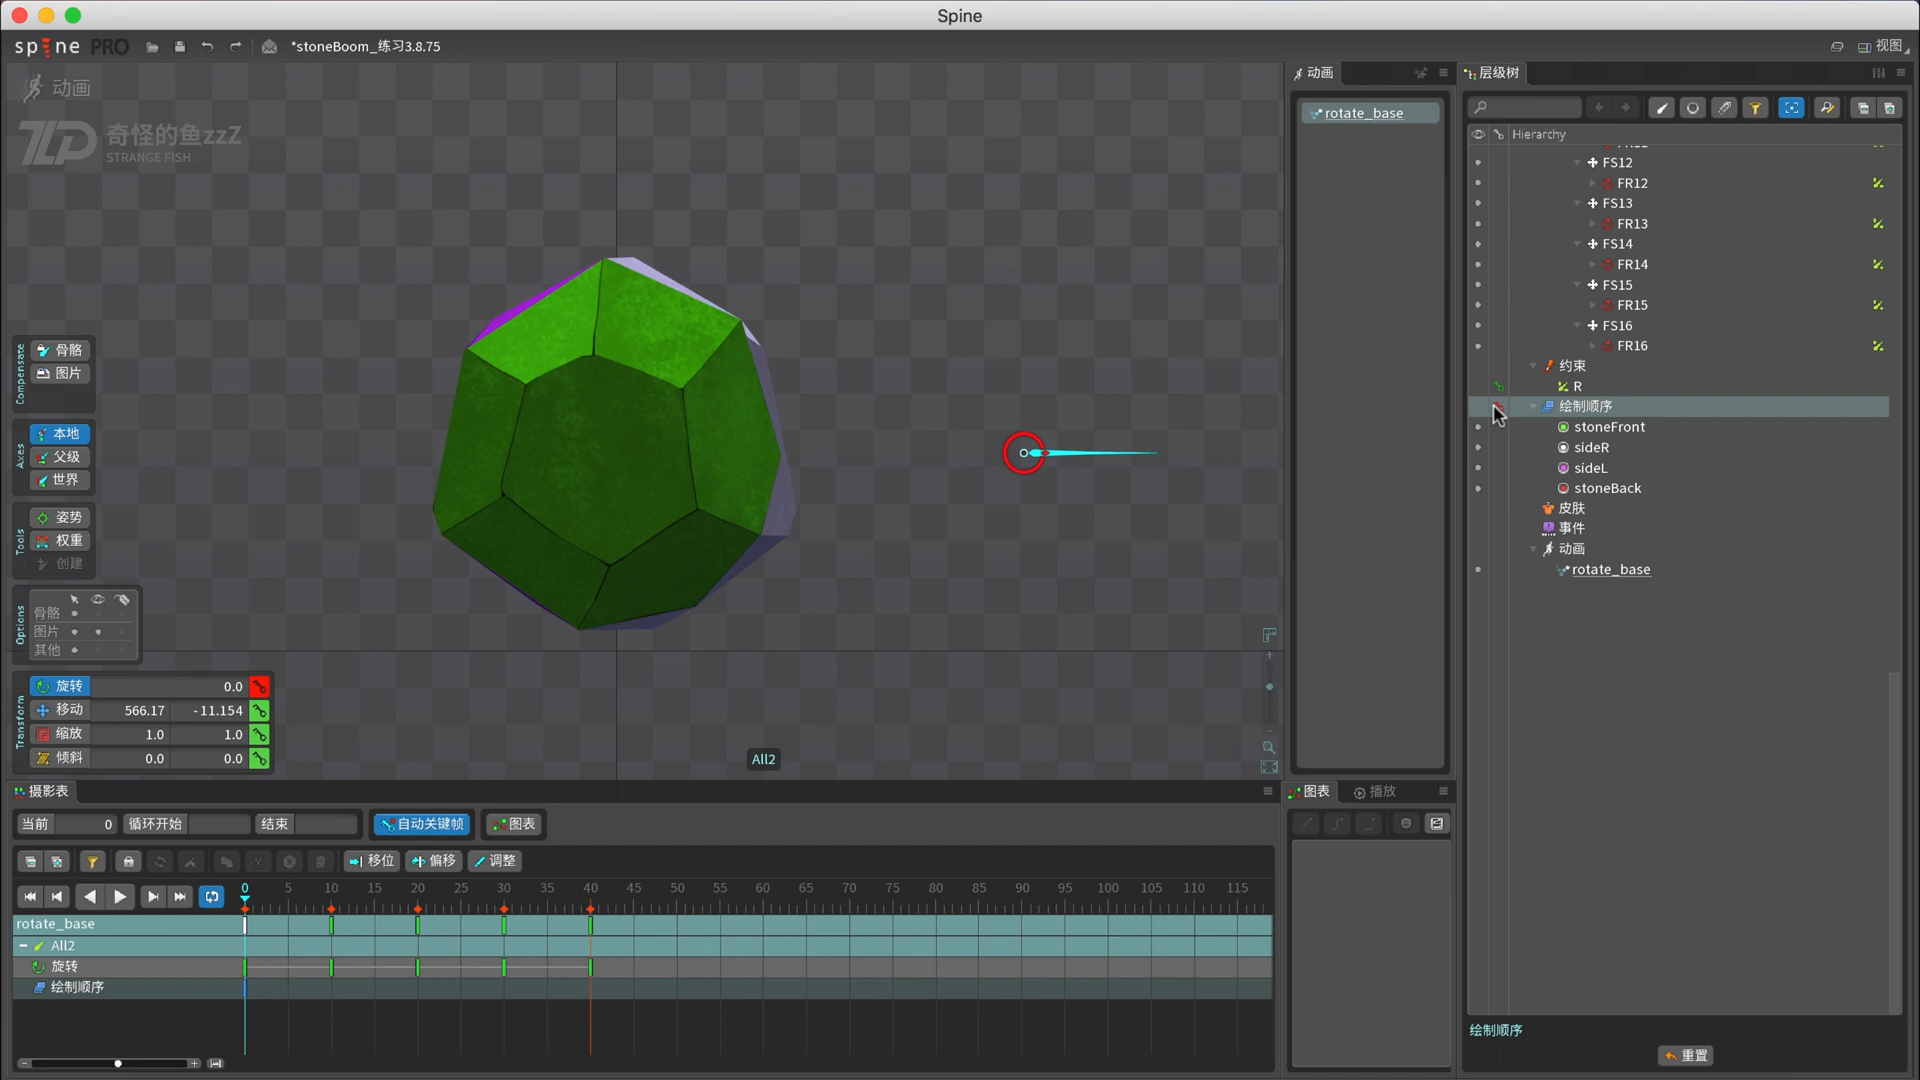 Spine
spine PRO
*stoneBoom_练习3.8.75
视图
动画
奇怪的鱼zzZ
STRANGE FISH
动画
rotate_base
层级树
Hierarchy
FS12
FR12
FS13
FR13
FS14
FR14
FS15
FR15
FS16
FR16
约束
R
绘制顺序
stoneFront
sideR
sideL
stoneBack
皮肤
事件
动画
rotate_base
Compensate
骨骼
图片
Axes
本地
父级
世界
Tools
姿势
权重
创建
Options
骨骼
图片
其他
Transform
旋转 0.0
移动 566.17 -11.154
缩放 1.0 1.0
倾斜 0.0 0.0
All2
摄影表
当前 0 循环开始 结束 自动关键帧 图表
移位 偏移 调整
0 5 10 15 20 25 30 35 40 45 50 55 60 65 70 75 80 85 90 95 100 105 110 115
rotate_base
All2
旋转
绘制顺序
图表 播放
绘制顺序
重置